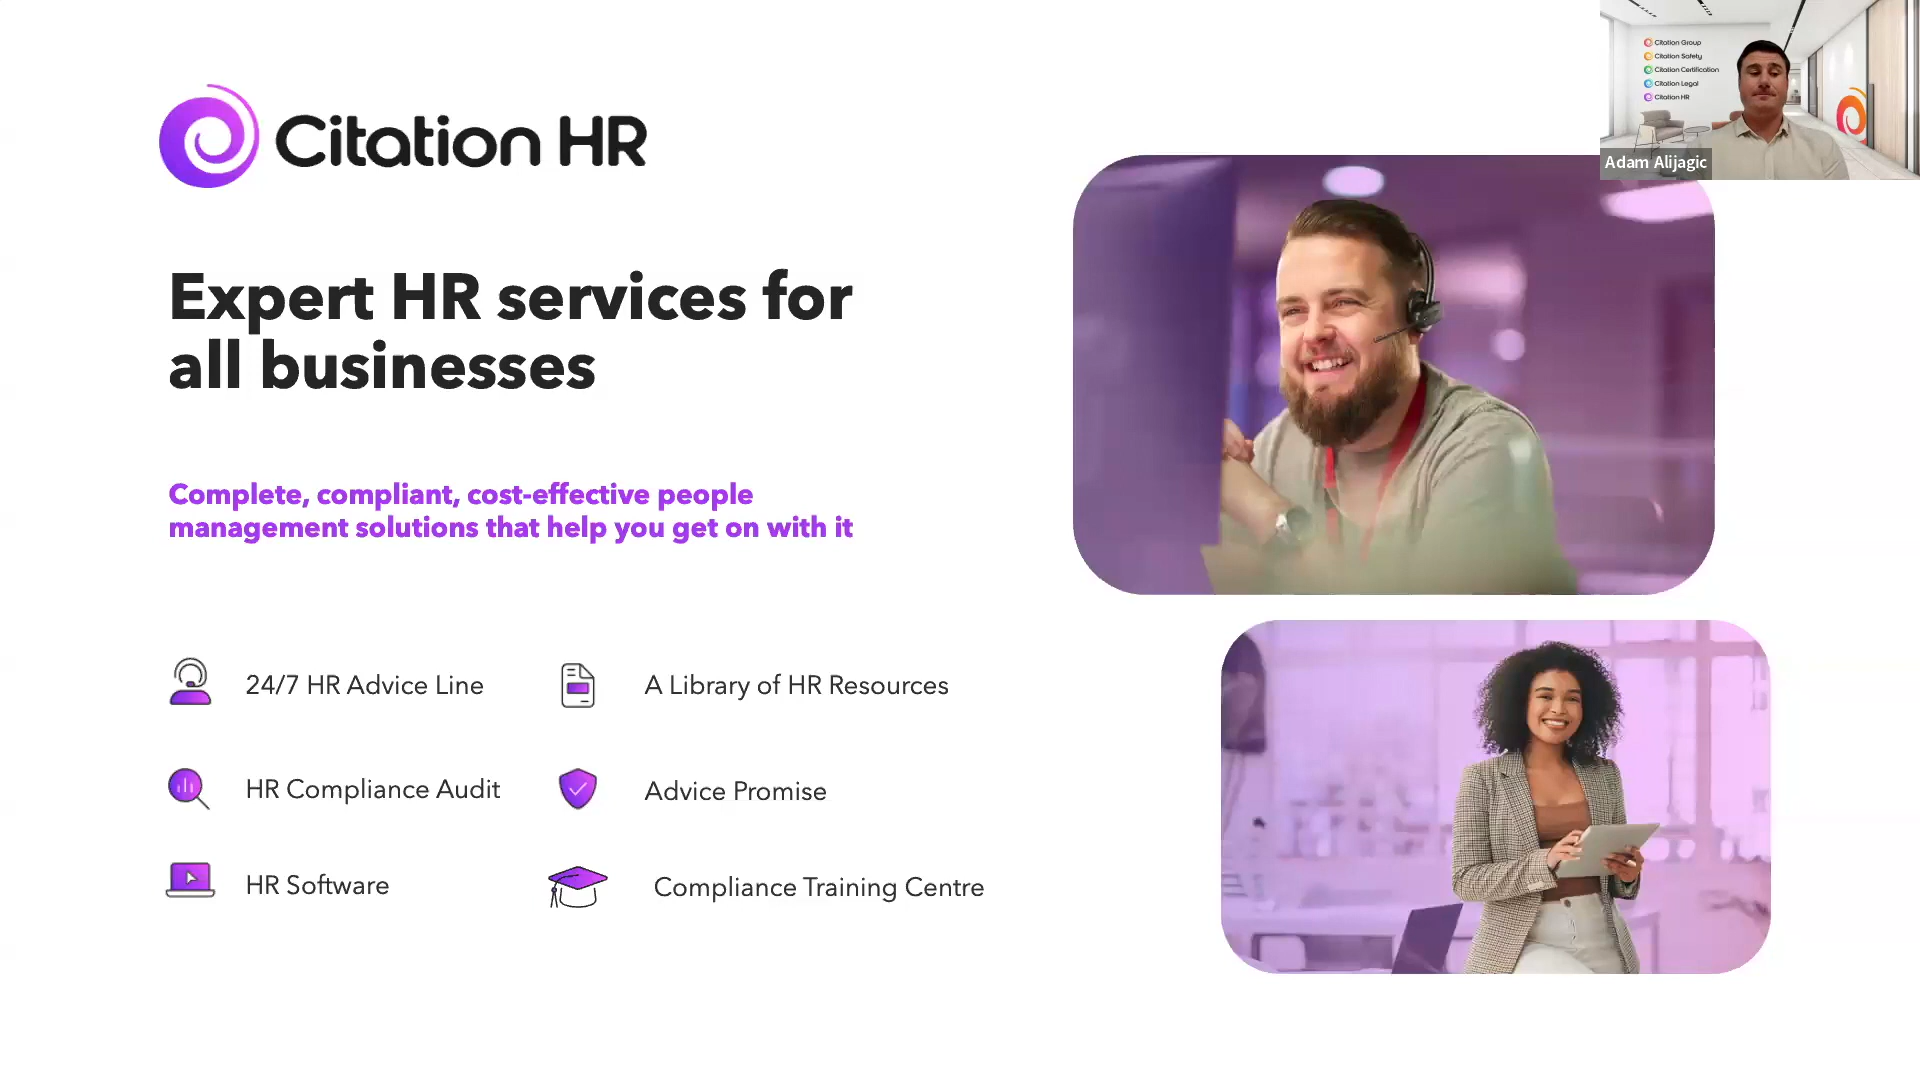 Citation HR
Expert HR services for
all businesses
Complete, compliant, cost-effective people
management solutions that help you get on with it
24/7 HR Advice Line
A Library of HR Resources
HR Compliance Audit
Advice Promise
HR Software
Compliance Training Centre
Citation Group
Citation Safety
Citation Certification
Citation Legal
Citation HR
Adam Alijagic